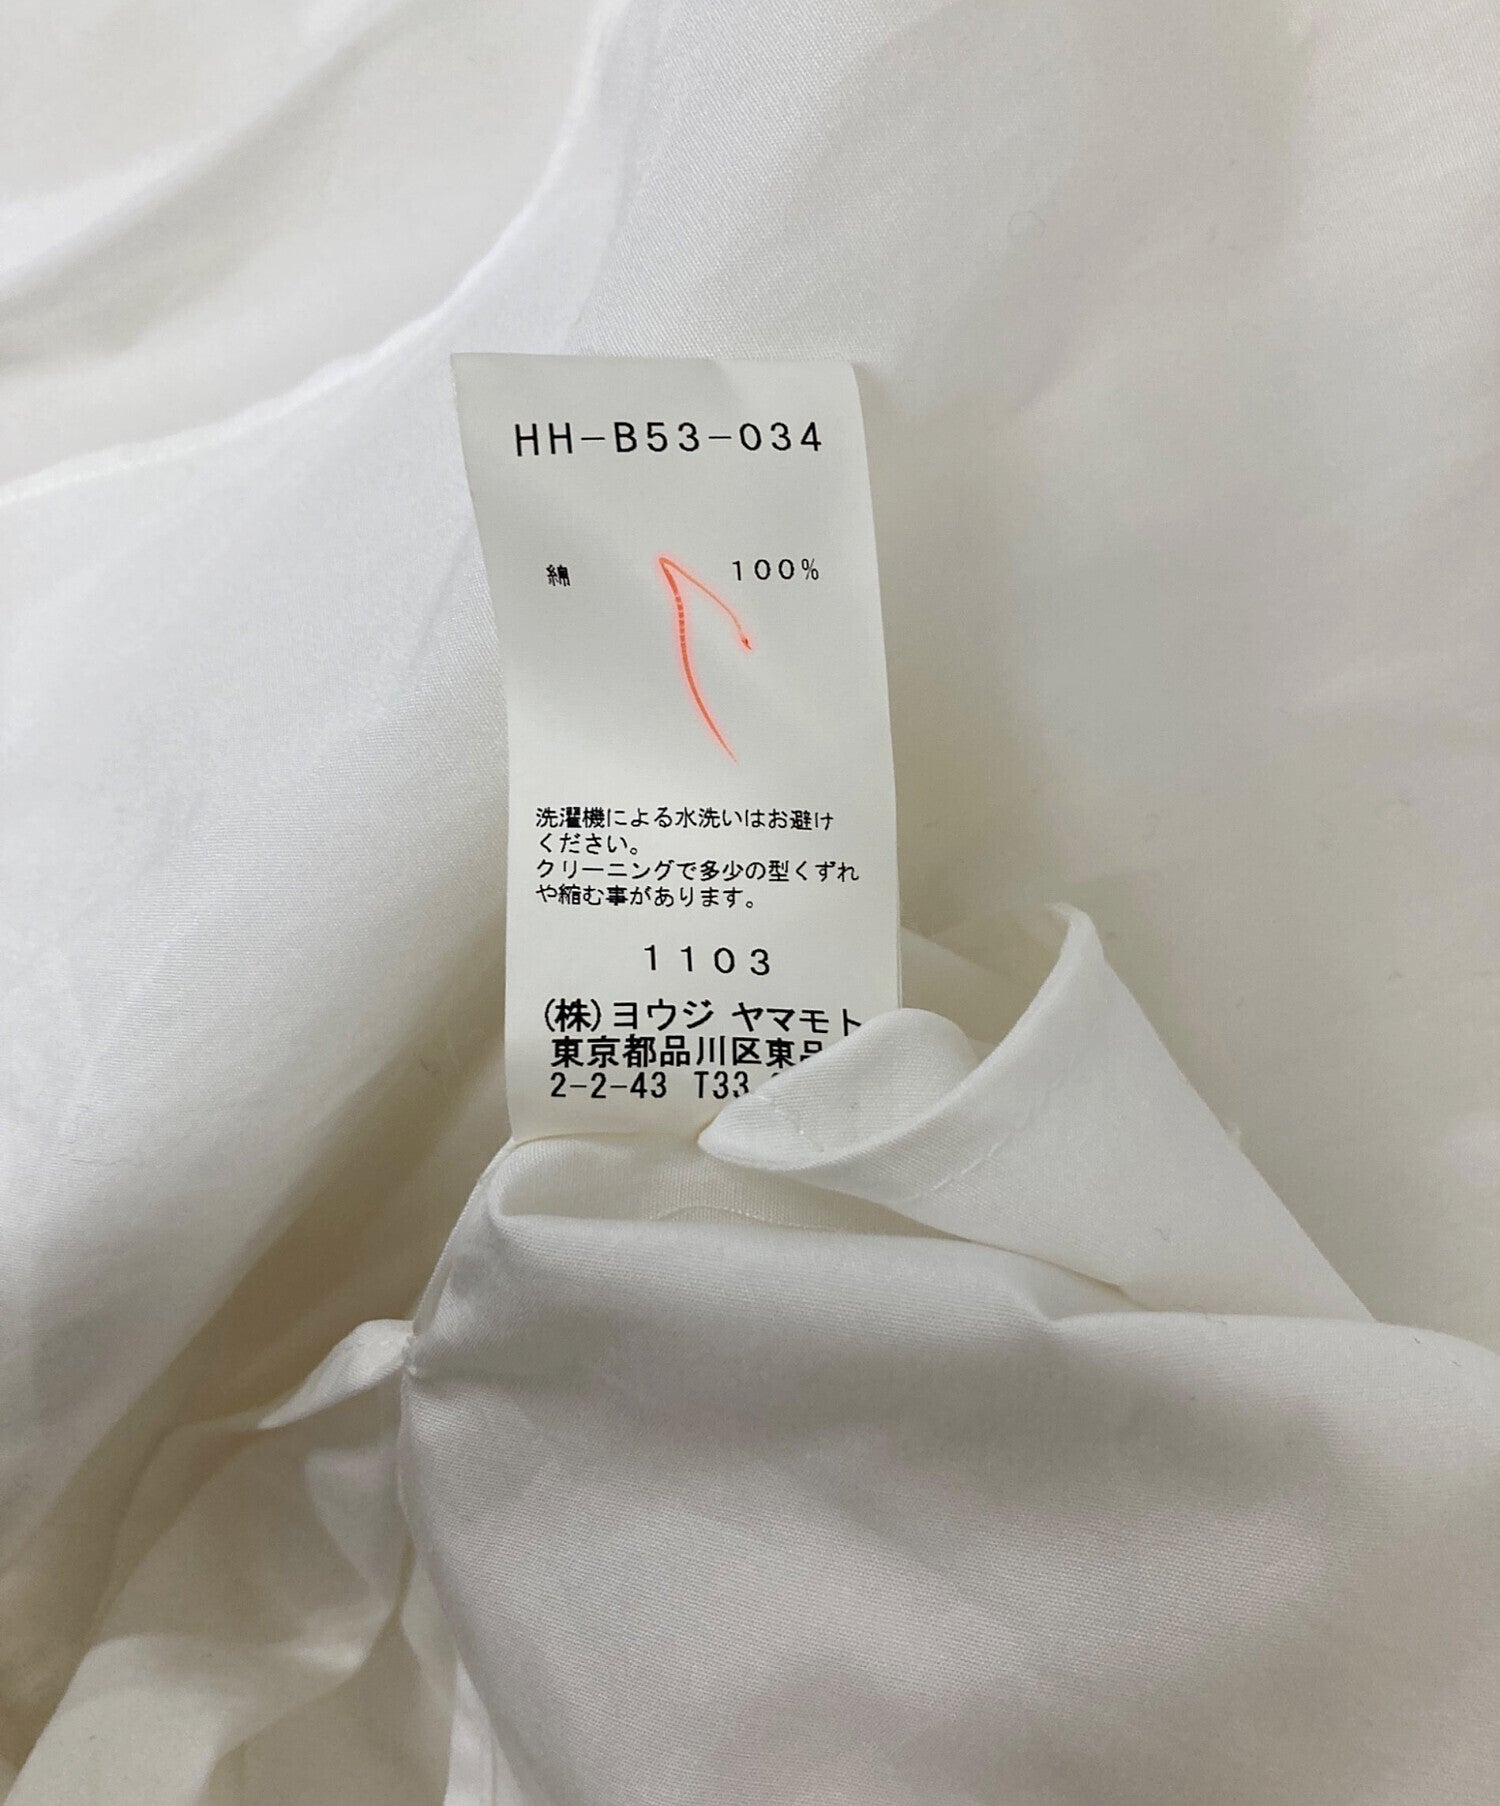 HH-B53-034
綿 100%
洗濯機による水洗いはお避け
ください。
クリーニングで多少の型くずれ
や縮む事があります。
1103
(株)ヨウジ ヤマモト
東京都品川区東品
2-2-43 T33